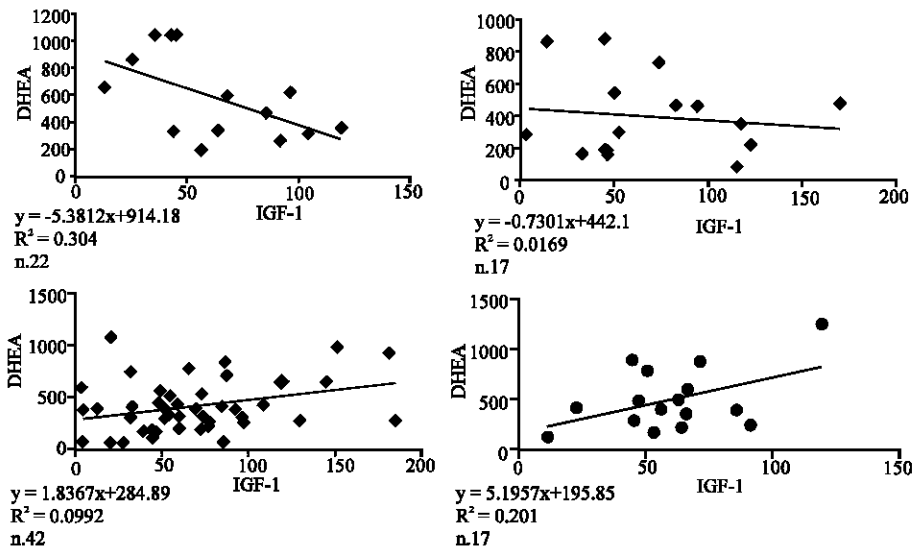 1200
1000
800
600
400
200
0
DHEA
0 50 100 150
IGF-1
y = -5.3812x+914.18
R² = 0.304
n.22
1000
800
600
400
200
0
DHEA
0 50 100 150 200
IGF-1
y = -0.7301x+442.1
R² = 0.0169
n.17
1500
1000
500
0
DHEA
0 50 100 150 200
IGF-1
y = 1.8367x+284.89
R² = 0.0992
n.42
1500
1000
500
0
DHEA
0 50 100 150
IGF-1
y = 5.1957x+195.85
R² = 0.201
n.17